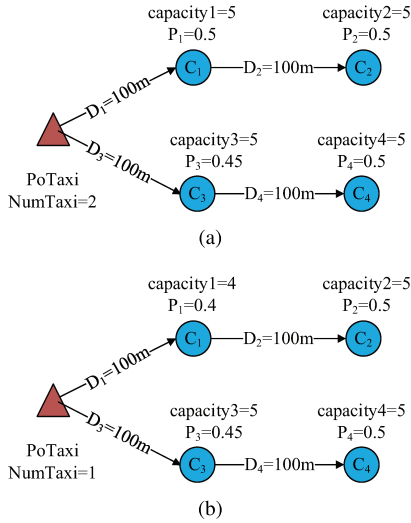 capacity1=5
P1=0.5
capacity2=5
P2=0.5
C1
D2=100m
C2
D1=100m
D3=100m
capacity3=5
P3=0.45
capacity4=5
P4=0.5
PoTaxi
NumTaxi=2
C3
D4=100m
C4
(a)
capacity1=4
P1=0.4
capacity2=5
P2=0.5
C1
D2=100m
C2
D1=100m
D3=100m
capacity3=5
P3=0.45
capacity4=5
P4=0.5
PoTaxi
NumTaxi=1
C3
D4=100m
C4
(b)